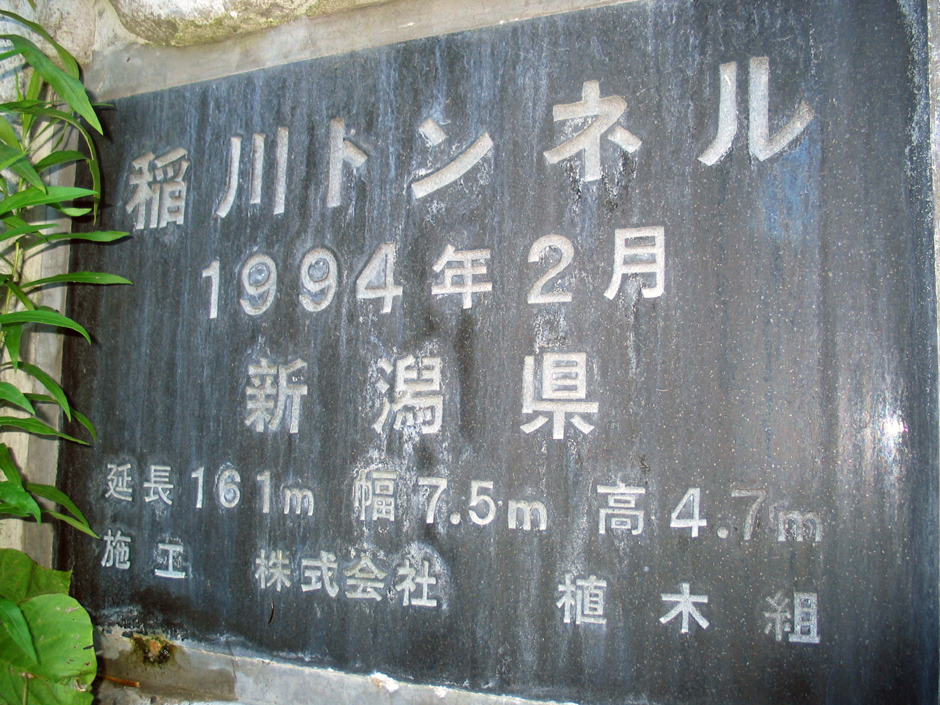 稲川トンネル
1994年2月
新潟県
延長161m 幅7.5m 高4.7m
施工 株式会社 植木組